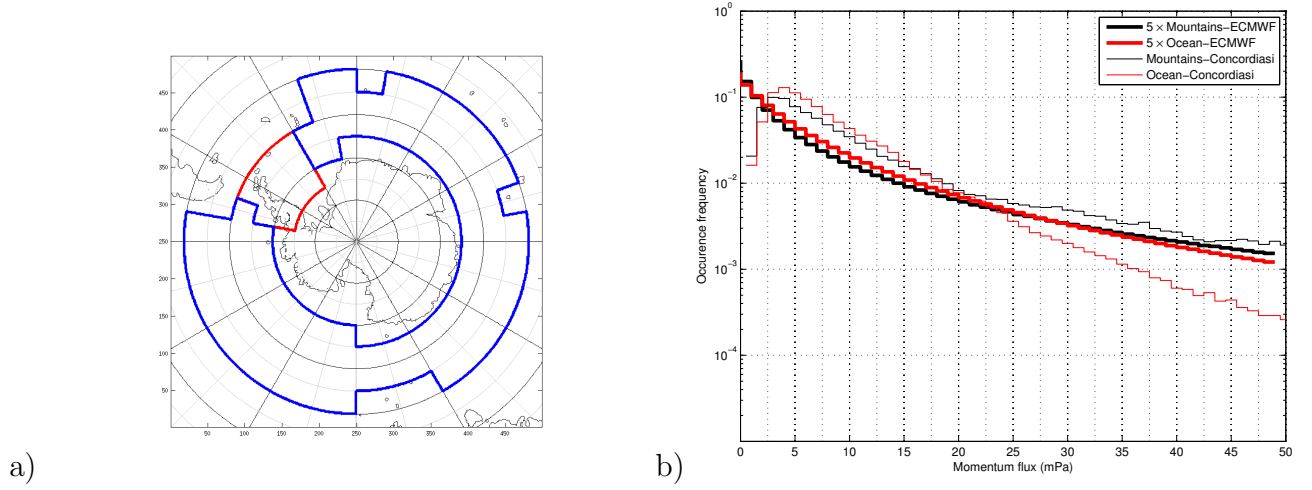 a)
450
400
350
300
250
200
150
100
50
50 100 150 200 250 300 350 400 450
b)
Occurence frequency
10^0
10^-1
10^-2
10^-3
10^-4
5× Mountains−ECMWF
5× Ocean−ECMWF
Mountains−Concordiasi
Ocean−Concordiasi
0 5 10 15 20 25 30 35 40 45 50
Momentum flux (mPa)